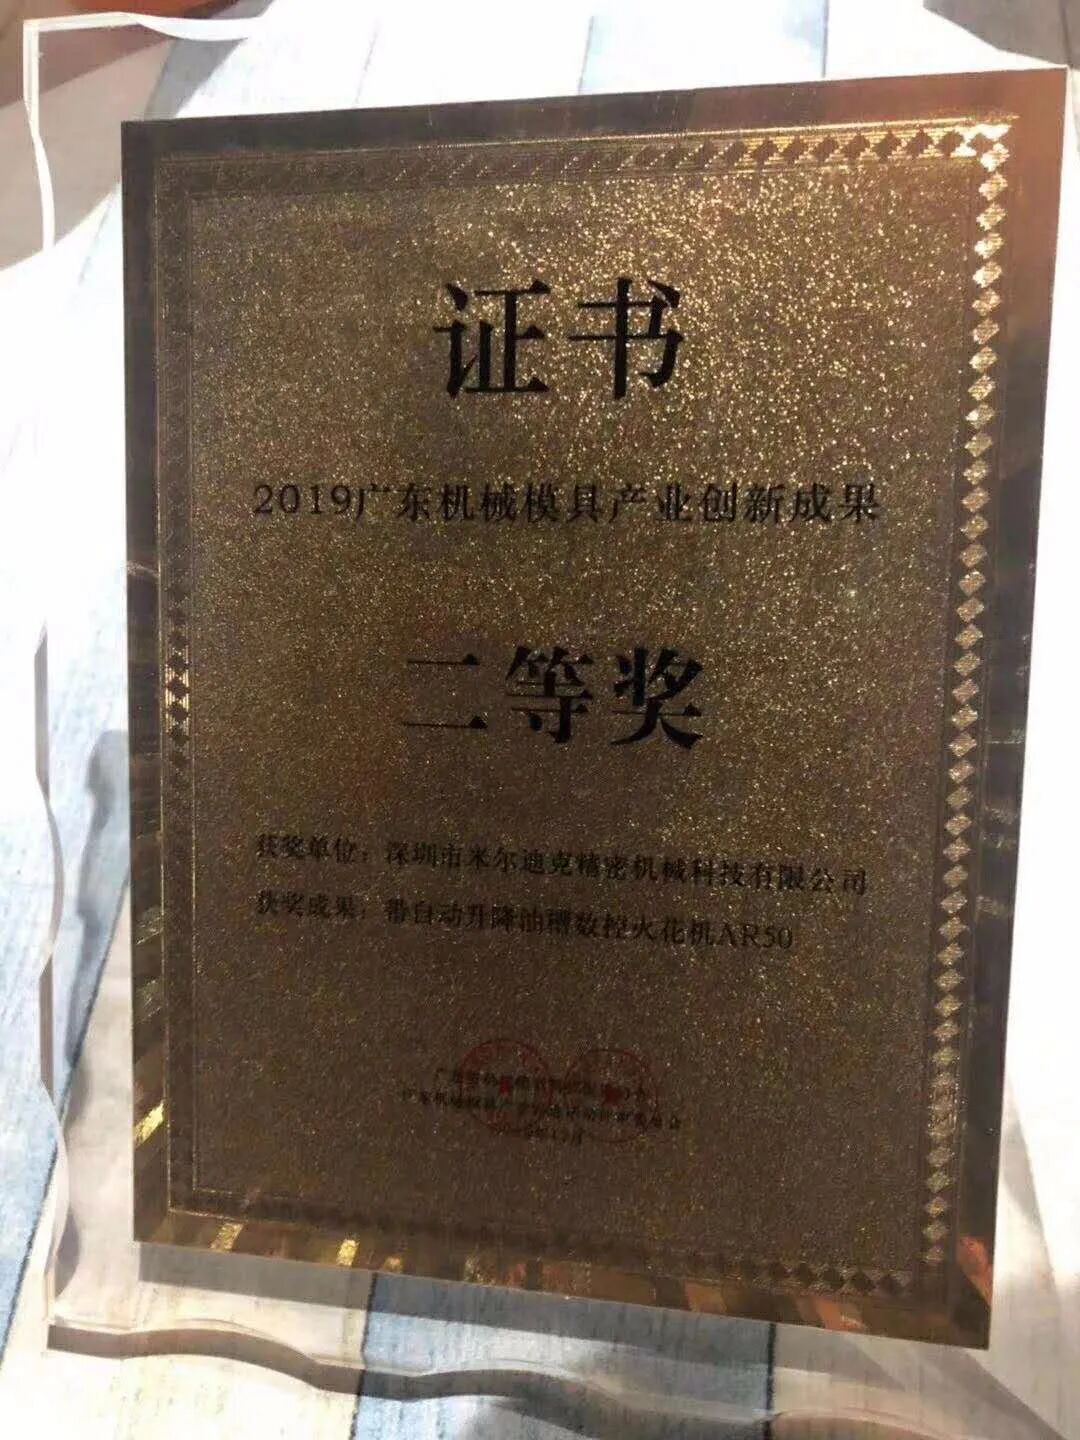 证书
2019广东机械模具产业创新成果
二等奖
获奖单位：深圳市米尔迪克精密机械科技有限公司
获奖成果：带自动升降油槽数控火花机AR50